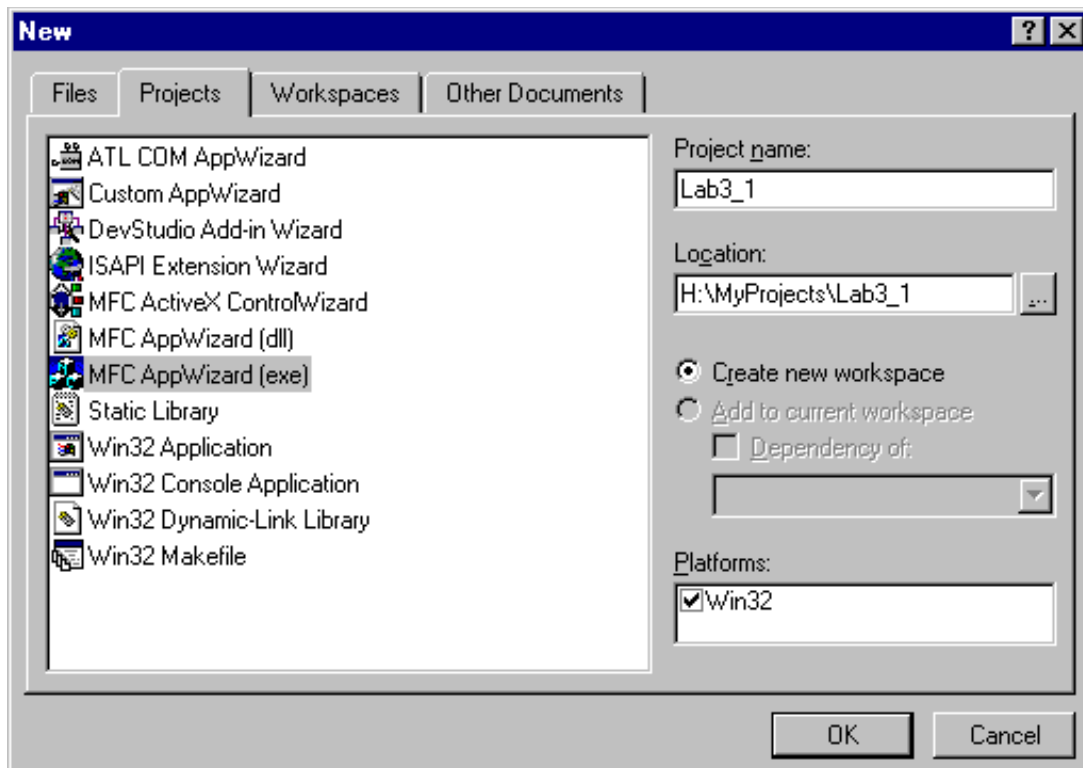 New
Files
Projects
Workspaces
Other Documents
ATL COM AppWizard
Custom AppWizard
DevStudio Add-in Wizard
ISAPI Extension Wizard
MFC ActiveX ControlWizard
MFC AppWizard (dll)
MFC AppWizard (exe)
Static Library
Win32 Application
Win32 Console Application
Win32 Dynamic-Link Library
Win32 Makefile
Project name:
Lab3_1
Location:
H:\MyProjects\Lab3_1
...
Create new workspace
Add to current workspace
Dependency of:
Platforms:
Win32
OK
Cancel